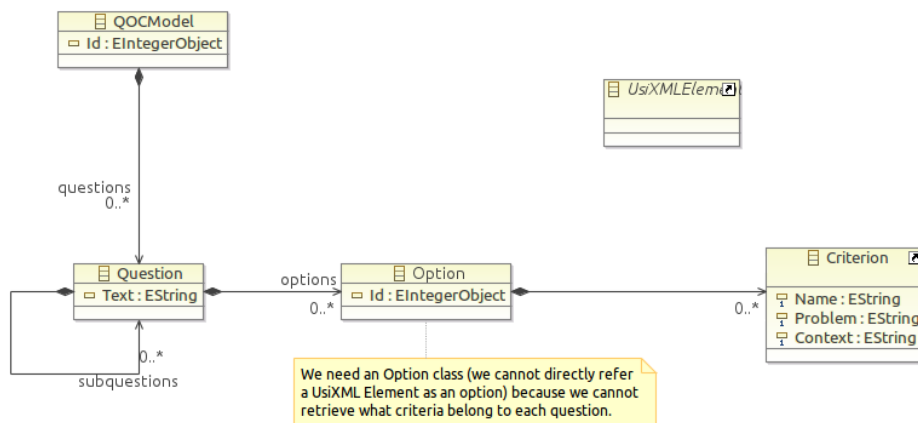 QOCModel
Id : EIntegerObject
UsiXMLElement
questions
0..*
Question
Text : EString
options
0..*
Option
Id : EIntegerObject
0..*
Criterion
Name : EString
Problem : EString
Context : EString
0..*
subquestions
We need an Option class (we cannot directly refer
a UsiXML Element as an option) because we cannot
retrieve what criteria belong to each question.